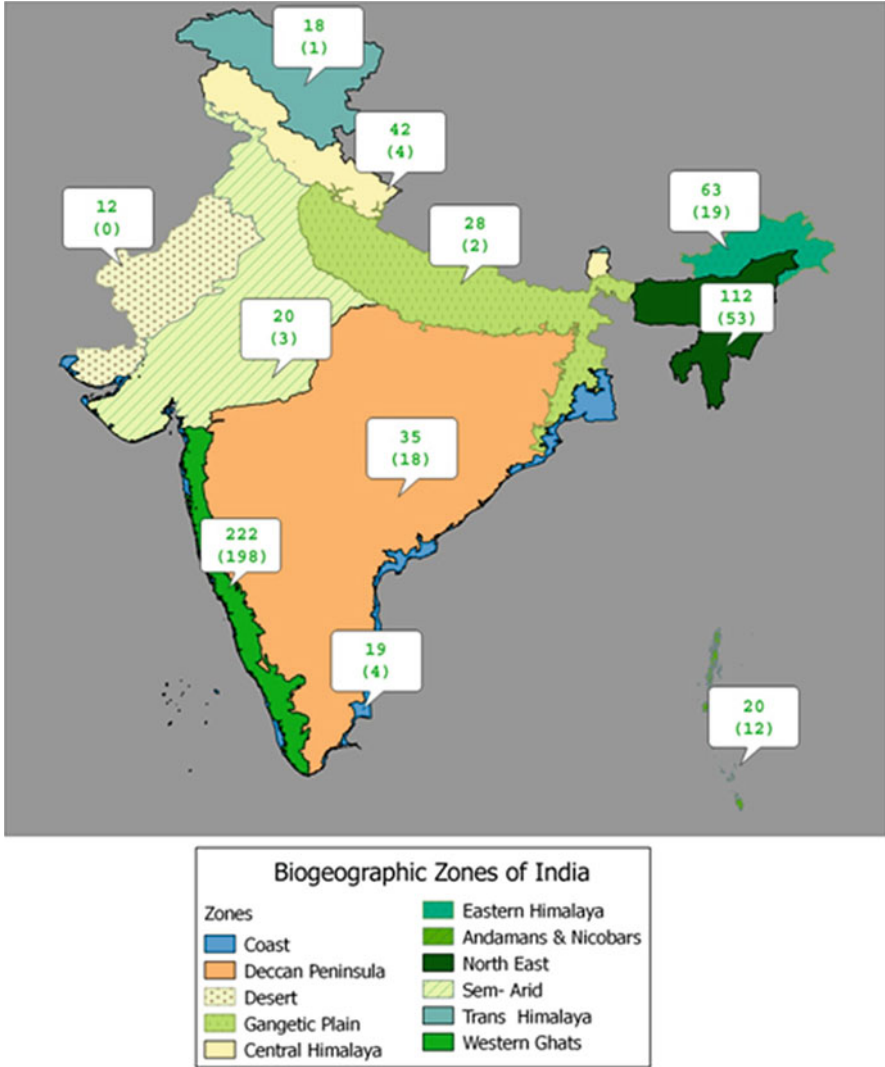 18
(1)
42
(4)
63
(19)
12
(0)
28
(2)
112
(53)
20
(3)
35
(18)
222
(198)
19
(4)
20
(12)
Biogeographic Zones of India
Zones
Coast
Deccan Peninsula
Desert
Gangetic Plain
Central Himalaya
Eastern Himalaya
Andamans & Nicobars
North East
Sem- Arid
Trans Himalaya
Western Ghats